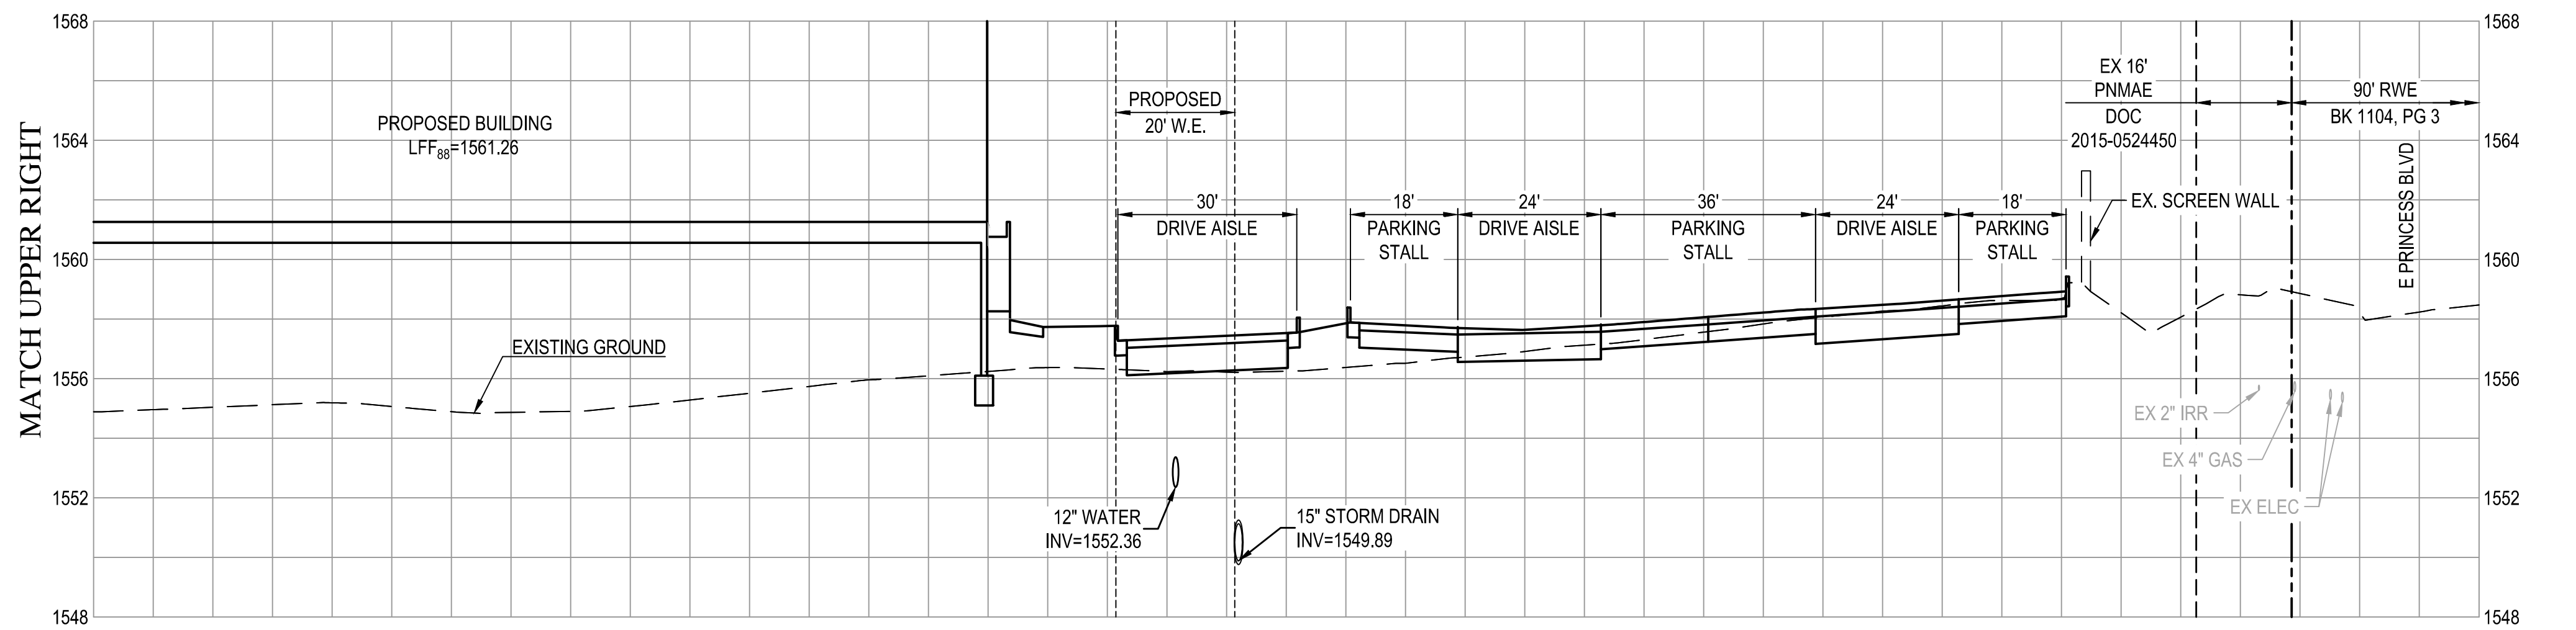 1568
1568
EX 16'
PNMAE
DOC
2015-0524450
90' RWE
BK 1104, PG 3
PROPOSED
20' W.E.
PROPOSED BUILDING
LFF88=1561.26
1564
1564
MATCH UPPER RIGHT
E PRINCESS BLVD
30'
DRIVE AISLE
18'
PARKING
STALL
24'
DRIVE AISLE
36'
PARKING
STALL
24'
DRIVE AISLE
18'
PARKING
STALL
EX. SCREEN WALL
1560
1560
EXISTING GROUND
1556
1556
EX 2" IRR
EX 4" GAS
EX ELEC
1552
1552
12" WATER
INV=1552.36
15" STORM DRAIN
INV=1549.89
1548
1548